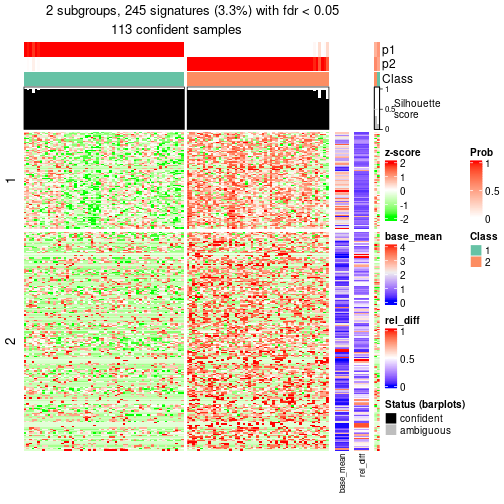 2 subgroups, 245 signatures (3.3%) with fdr < 0.05
113 confident samples
p1
p2
Class
1
0.5
0
Silhouette
score
1
2
z-score
2
1
0
-1
-2
Prob
1
0.5
0
base_mean
4
3
2
1
0
Class
1
2
rel_diff
1
0.5
0
Status (barplots)
confident
ambiguous
base_mean
rel_diff